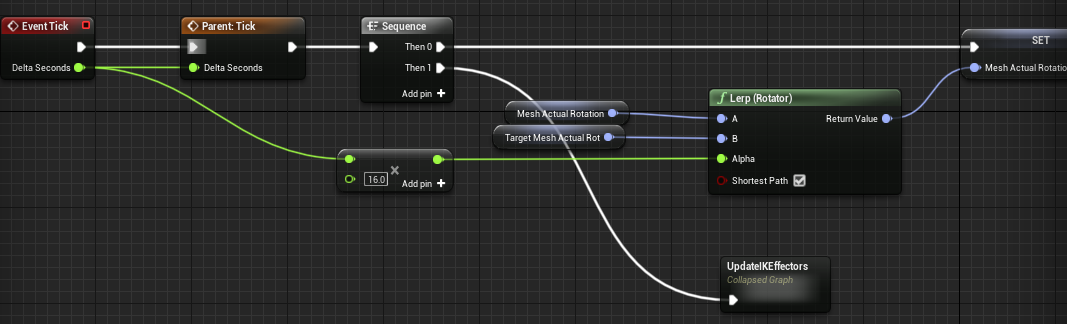 Event Tick
Delta Seconds
Parent: Tick
Delta Seconds
Sequence
Then 0
Then 1
Add pin
SET
Mesh Actual Rotatio
Mesh Actual Rotation
Target Mesh Actual Rot
16.0
Add pin
Lerp (Rotator)
A
Return Value
B
Alpha
Shortest Path
UpdateIKEffectors
Collapsed Graph